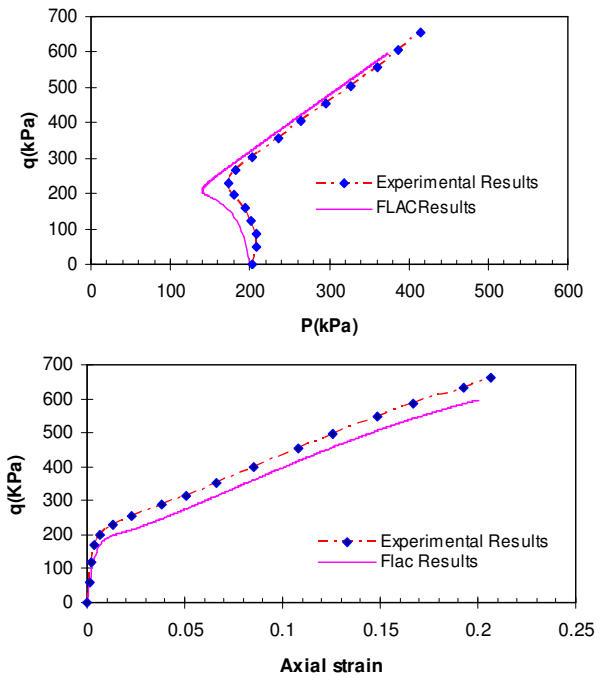 700
600
500
400
300
200
100
0
q(kPa)
Experimental Results
FLACResults
0 100 200 300 400 500 600
P(kPa)
700
600
500
400
300
200
100
0
q(KPa)
Experimental Results
Flac Results
0 0.05 0.1 0.15 0.2 0.25
Axial strain